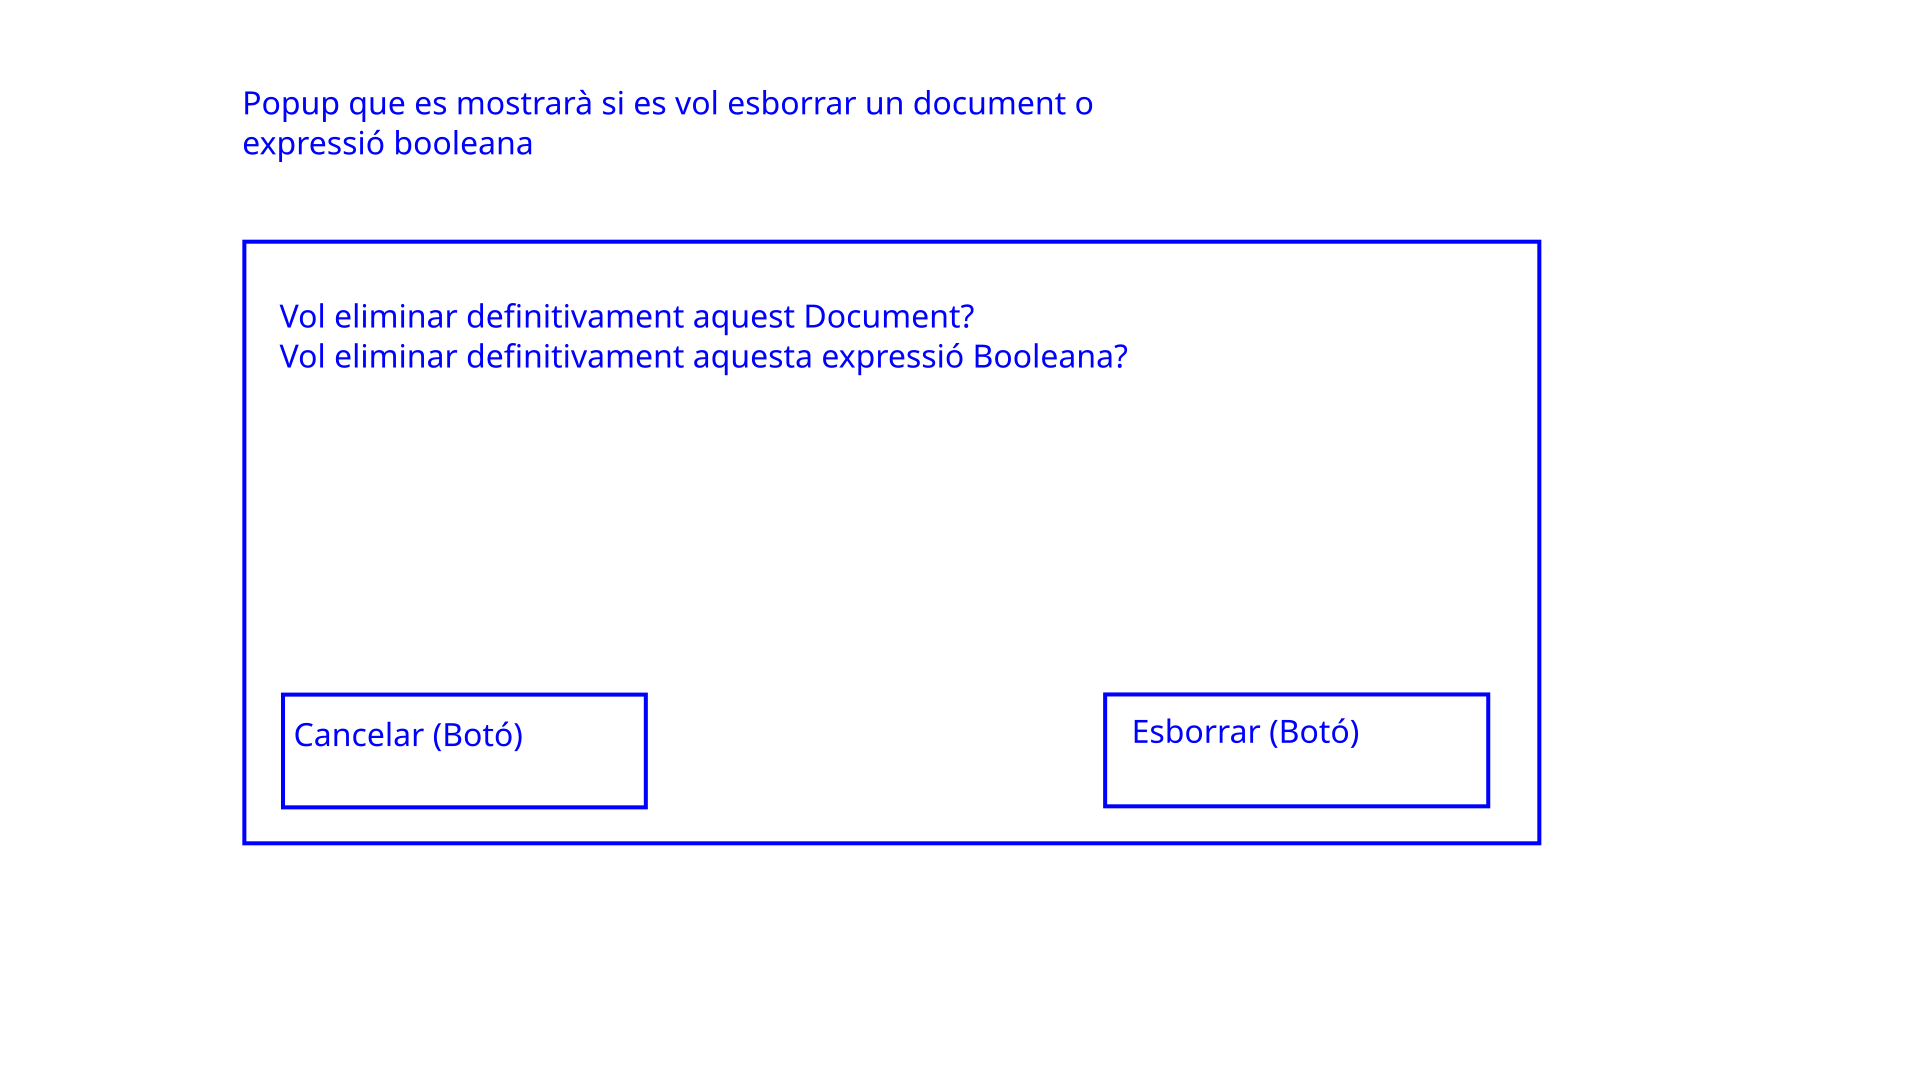 Popup que es mostrarà si es vol esborrar un document o
expressió booleana
Vol eliminar definitivament aquest Document?
Vol eliminar definitivament aquesta expressió Booleana?
Cancelar (Botó)
Esborrar (Botó)